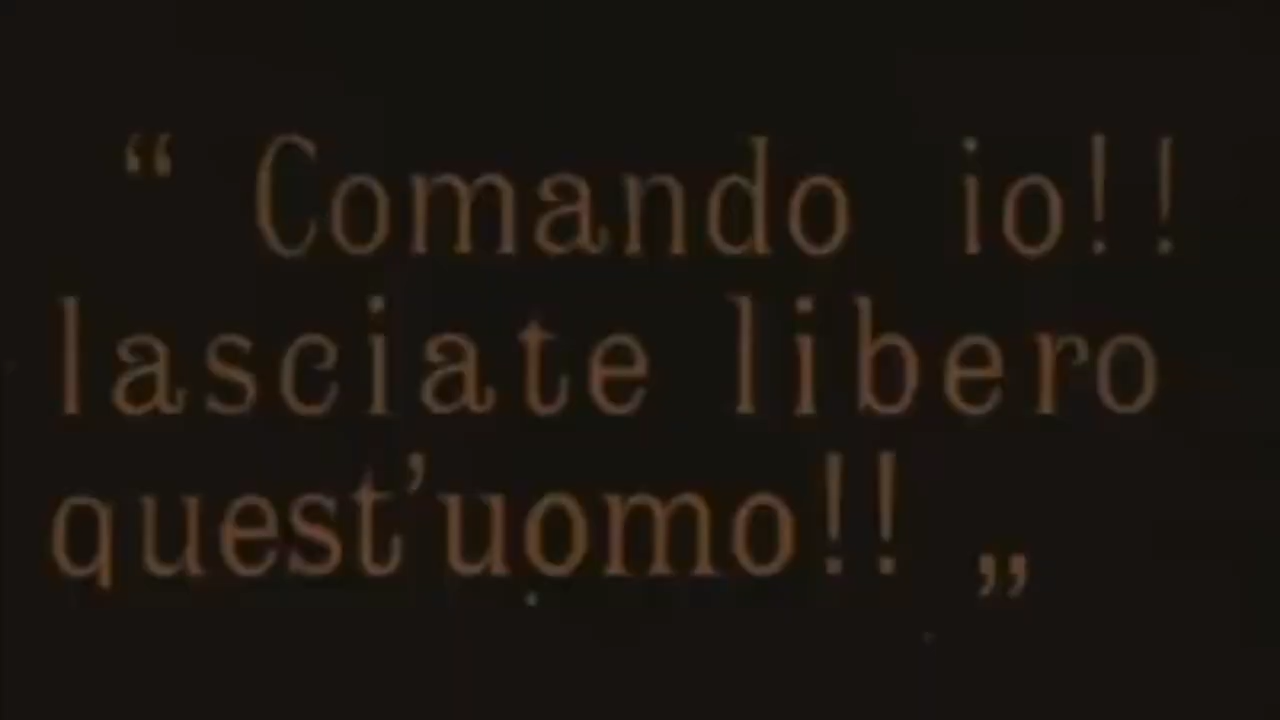 “ Comando io!!
lasciate libero
quest’uomo!! „